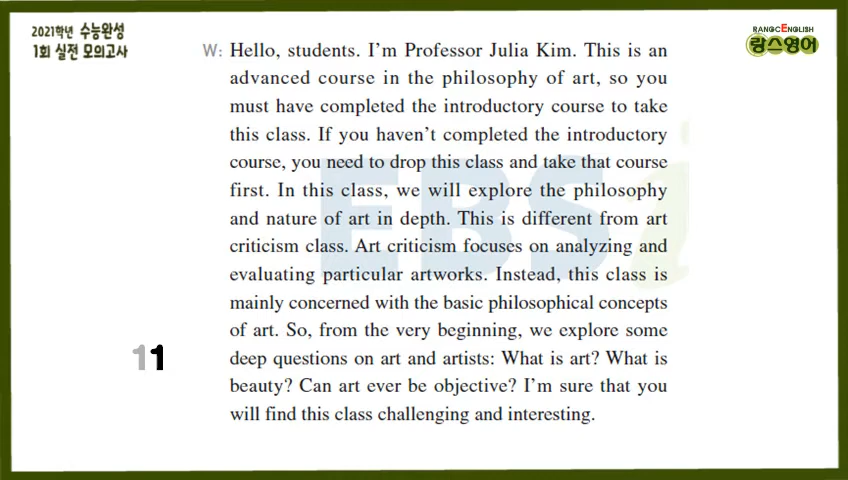 2021학년 수능완성
1회 실전 모의고사
RANGCENGLISH
랑스영어
W: Hello, students. I'm Professor Julia Kim. This is an
advanced course in the philosophy of art, so you
must have completed the introductory course to take
this class. If you haven't completed the introductory
course, you need to drop this class and take that course
first. In this class, we will explore the philosophy
and nature of art in depth. This is different from art
criticism class. Art criticism focuses on analyzing and
evaluating particular artworks. Instead, this class is
mainly concerned with the basic philosophical concepts
of art. So, from the very beginning, we explore some
deep questions on art and artists: What is art? What is
beauty? Can art ever be objective? I'm sure that you
will find this class challenging and interesting.
11
EBSi